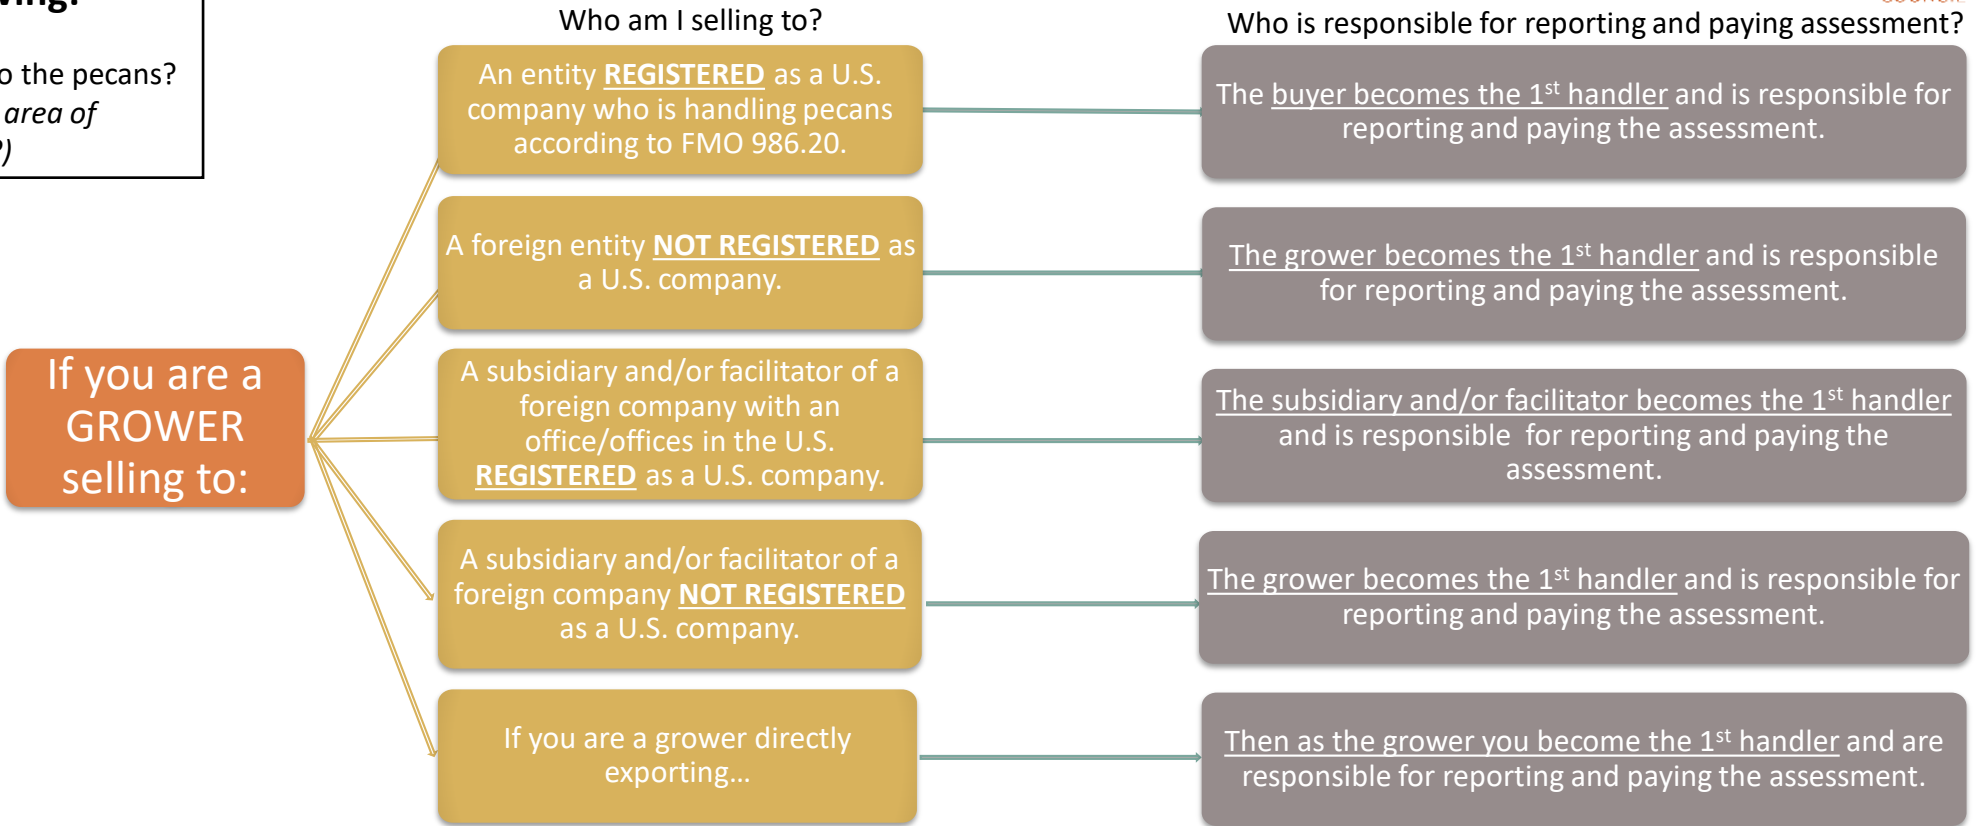 o the pecans?
area of
Who am I selling to?
Who is responsible for reporting and paying assessment?
If you are a
GROWER
selling to:
An entity REGISTERED as a U.S.
company who is handling pecans
according to FMO 986.20.
The buyer becomes the 1st handler and is responsible for
reporting and paying the assessment.
A foreign entity NOT REGISTERED as
a U.S. company.
The grower becomes the 1st handler and is responsible
for reporting and paying the assessment.
A subsidiary and/or facilitator of a
foreign company with an
office/offices in the U.S.
REGISTERED as a U.S. company.
The subsidiary and/or facilitator becomes the 1st handler
and is responsible for reporting and paying the
assessment.
A subsidiary and/or facilitator of a
foreign company NOT REGISTERED
as a U.S. company.
The grower becomes the 1st handler and is responsible for
reporting and paying the assessment.
If you are a grower directly
exporting...
Then as the grower you become the 1st handler and are
responsible for reporting and paying the assessment.